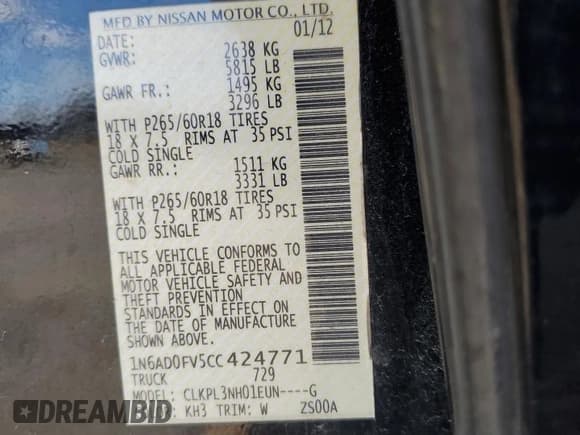 MFD BY NISSAN MOTOR CO., LTD.
DATE: 01/12
GVWR: 2638 KG
5815 LB
GAWR FR.: 1495 KG
3296 LB
WITH P265/60R18 TIRES
18 X 7.5 RIMS AT 35 PSI
COLD SINGLE
GAWR RR.: 1511 KG
3331 LB
WITH P265/60R18 TIRES
18 X 7.5 RIMS AT 35 PSI
COLD SINGLE
THIS VEHICLE CONFORMS TO
ALL APPLICABLE FEDERAL
MOTOR VEHICLE SAFETY AND
THEFT PREVENTION
STANDARDS IN EFFECT ON
THE DATE OF MANUFACTURE
SHOWN ABOVE.
1N6AD0FV5CC424771
TRUCK 729
MODEL: CLKPL3NH01EUN----G
COLOR: KH3 TRIM: W ZS00A
DREAMBID .com